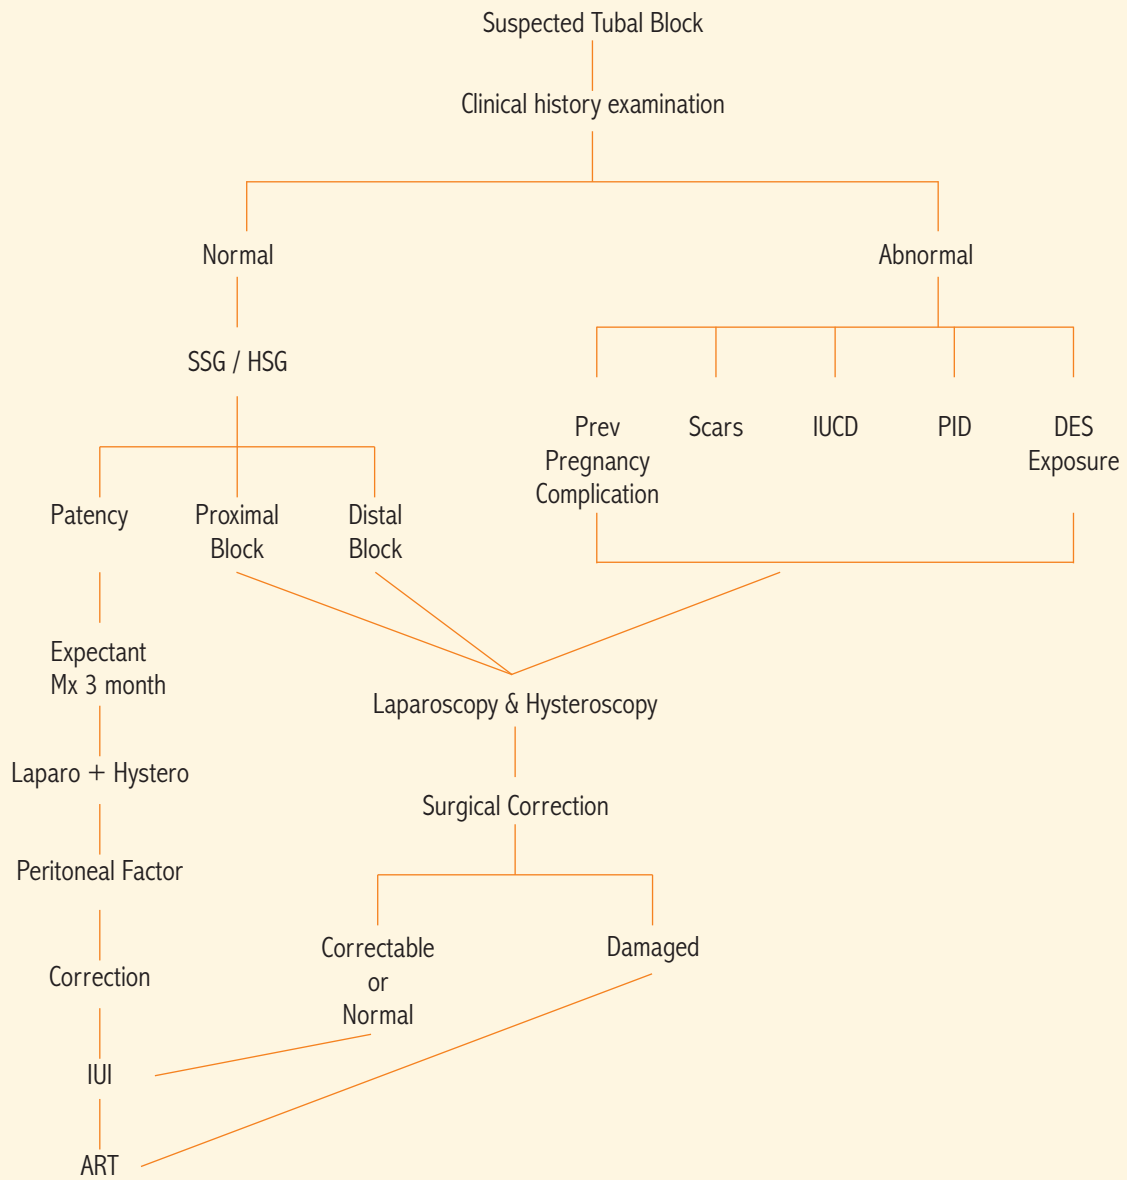 Suspected Tubal Block
Clinical history examination
Normal
Abnormal
SSG / HSG
Prev
Pregnancy
Complication
Scars
IUCD
PID
DES
Exposure
Patency
Proximal
Block
Distal
Block
Expectant
Mx 3 month
Laparoscopy & Hysteroscopy
Laparo + Hystero
Surgical Correction
Peritoneal Factor
Correctable
or
Normal
Damaged
Correction
IUI
ART